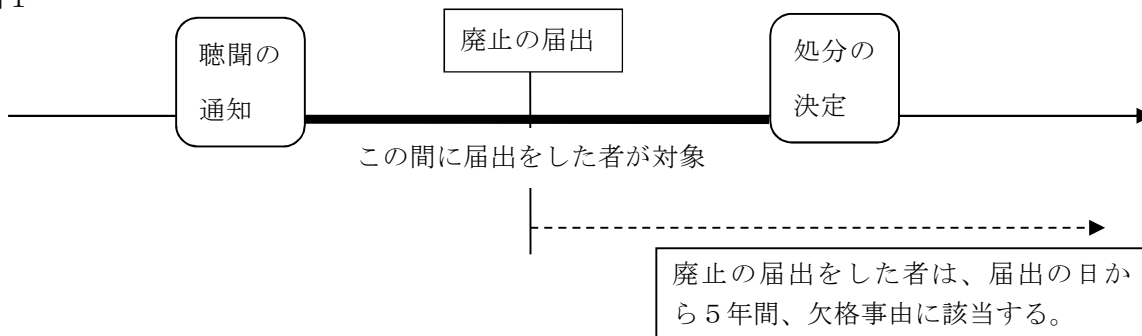 聴聞の
通知
廃止の届出
処分の
決定
この間に届出をした者が対象
廃止の届出をした者は、届出の日か
ら５年間、欠格事由に該当する。